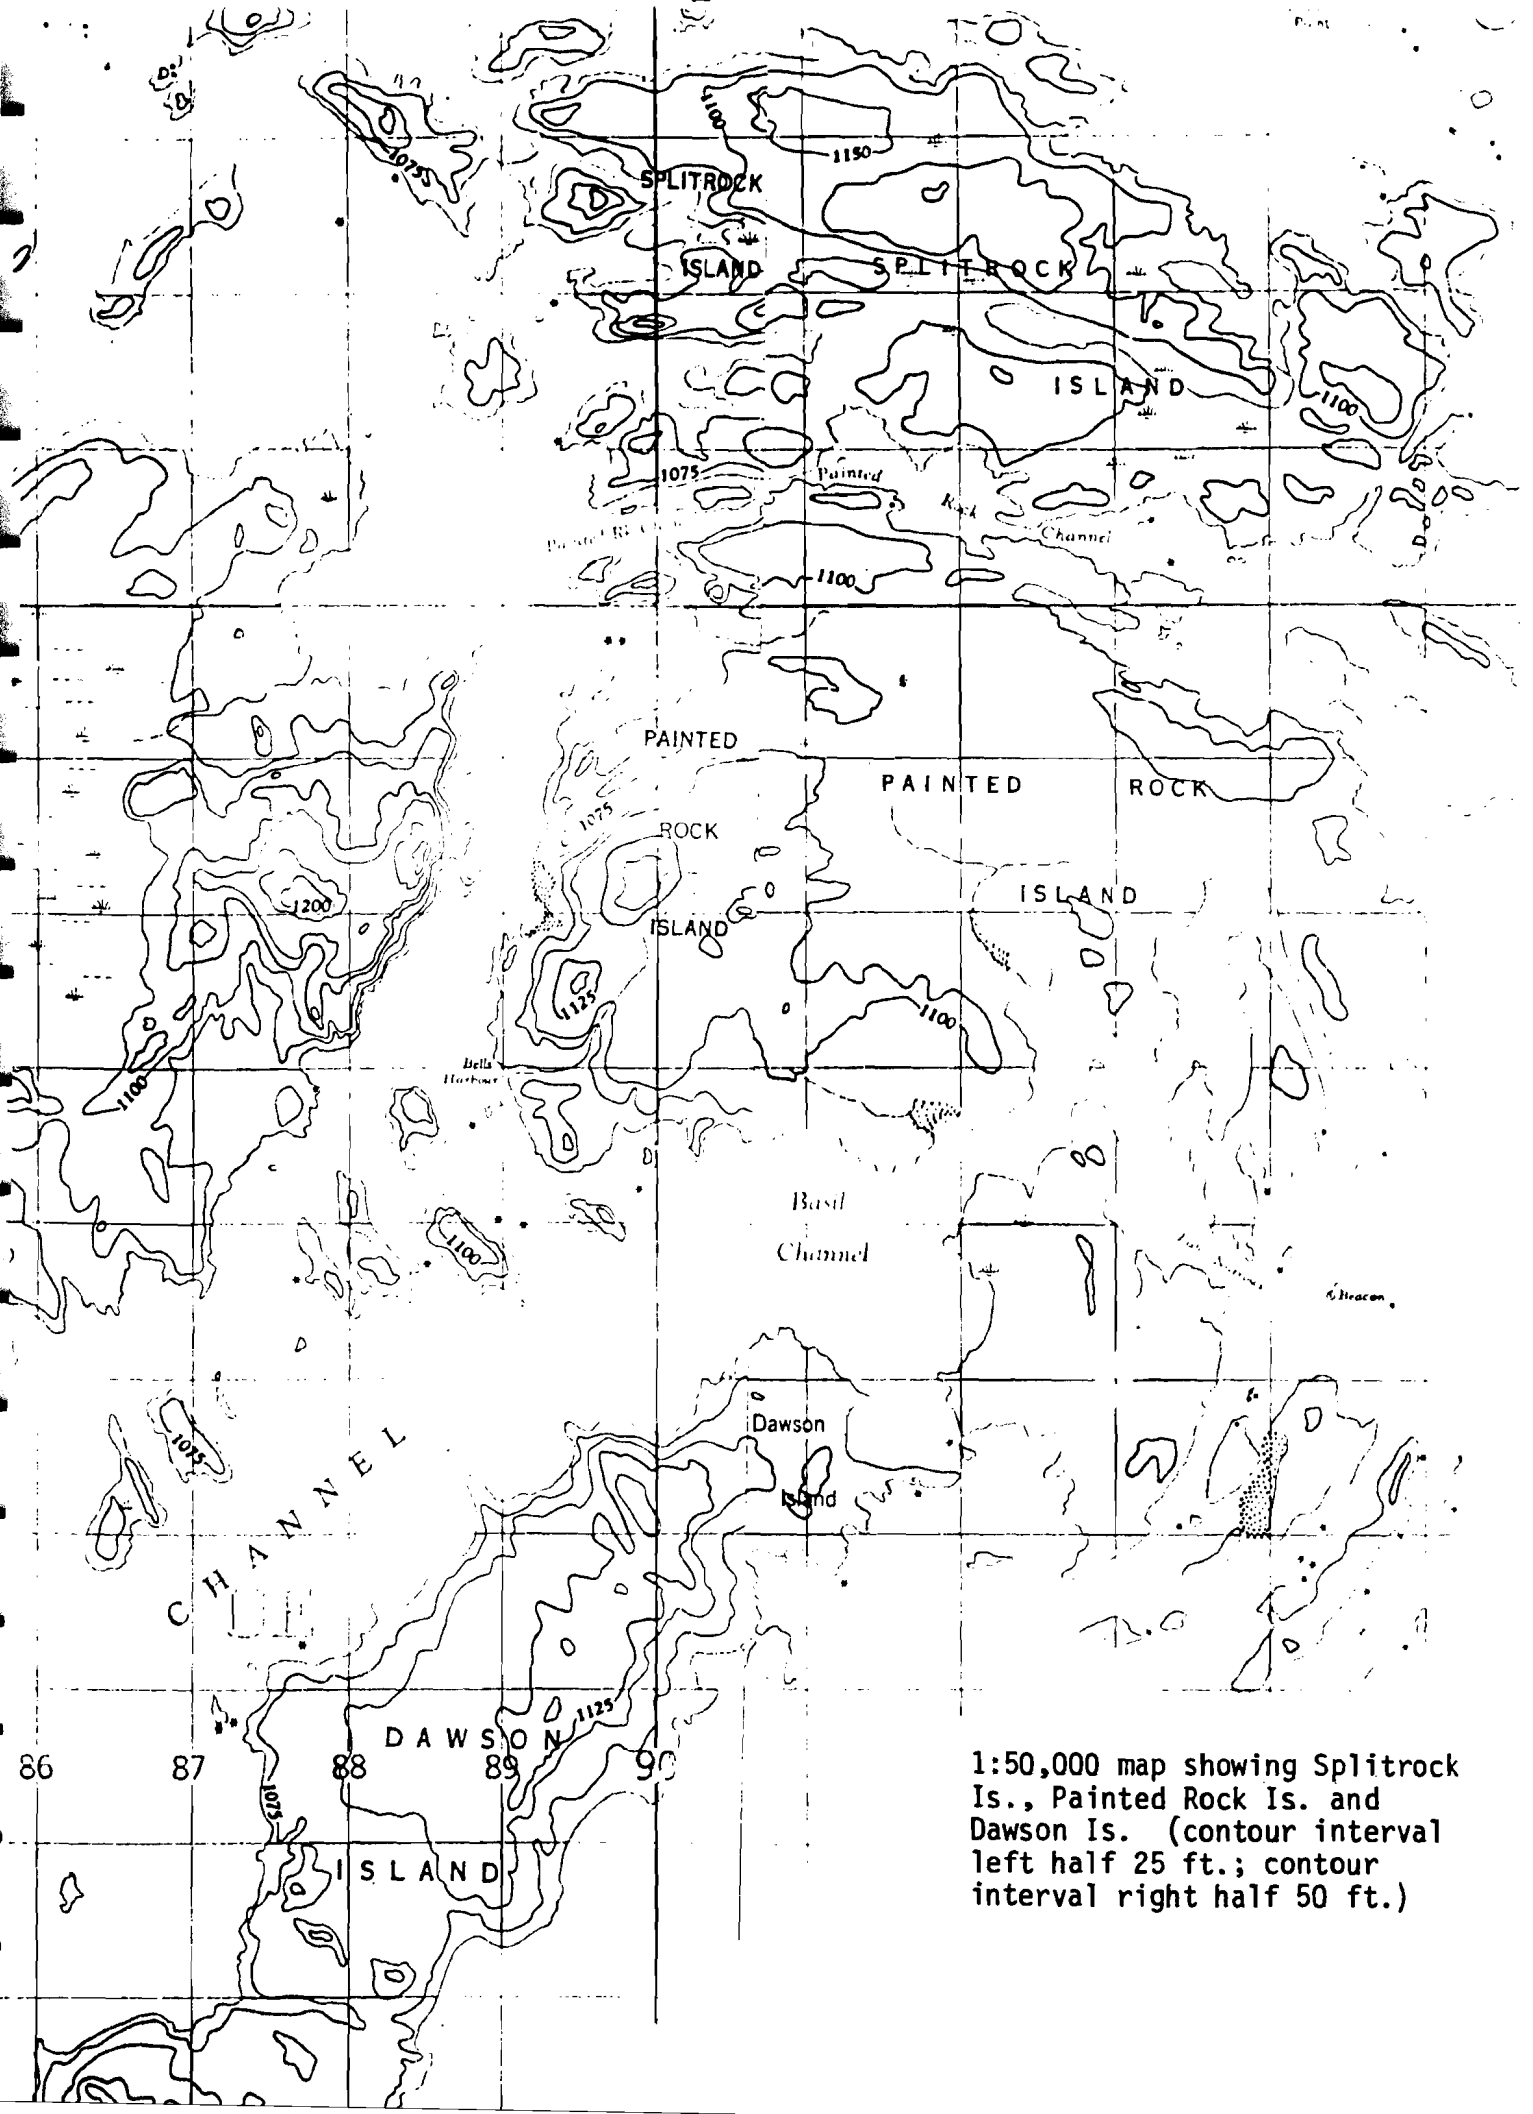 1100
1150
1075
SPLITROCK
ISLAND
SPLITROCK
ISLAND
1100
1075
Painted
Rock
Channel
1100
PAINTED
PAINTED ROCK
1075
ROCK
1200
ISLAND
ISLAND
1125
1100
Bells
Harbour
1100
Basil
1100
Channel
Beacon
Dawson
1075
CHANNEL
Island
1125
DAWSON
86 87 88 89 90
1075
ISLAND
1:50,000 map showing Splitrock
Is., Painted Rock Is. and
Dawson Is. (contour interval
left half 25 ft.; contour
interval right half 50 ft.)